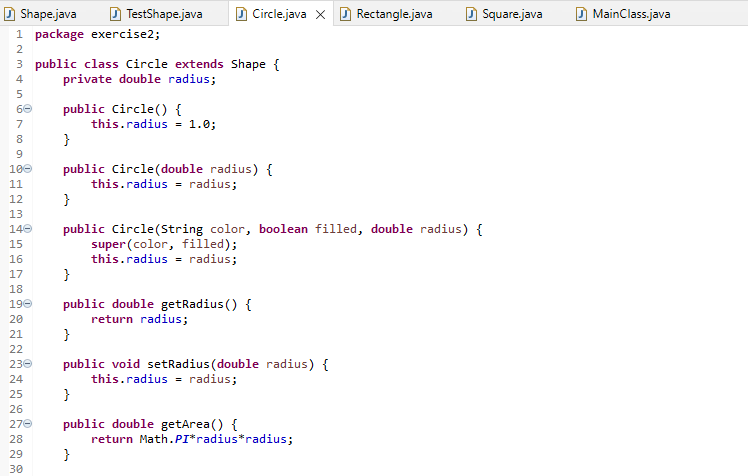 Shape.java TestShape.java Circle.java Rectangle.java Square.java MainClass.java
1 package exercise2;
2
3 public class Circle extends Shape {
4     private double radius;
5
6     public Circle() {
7         this.radius = 1.0;
8     }
9
10     public Circle(double radius) {
11         this.radius = radius;
12     }
13
14     public Circle(String color, boolean filled, double radius) {
15         super(color, filled);
16         this.radius = radius;
17     }
18
19     public double getRadius() {
20         return radius;
21     }
22
23     public void setRadius(double radius) {
24         this.radius = radius;
25     }
26
27     public double getArea() {
28         return Math.PI*radius*radius;
29     }
30